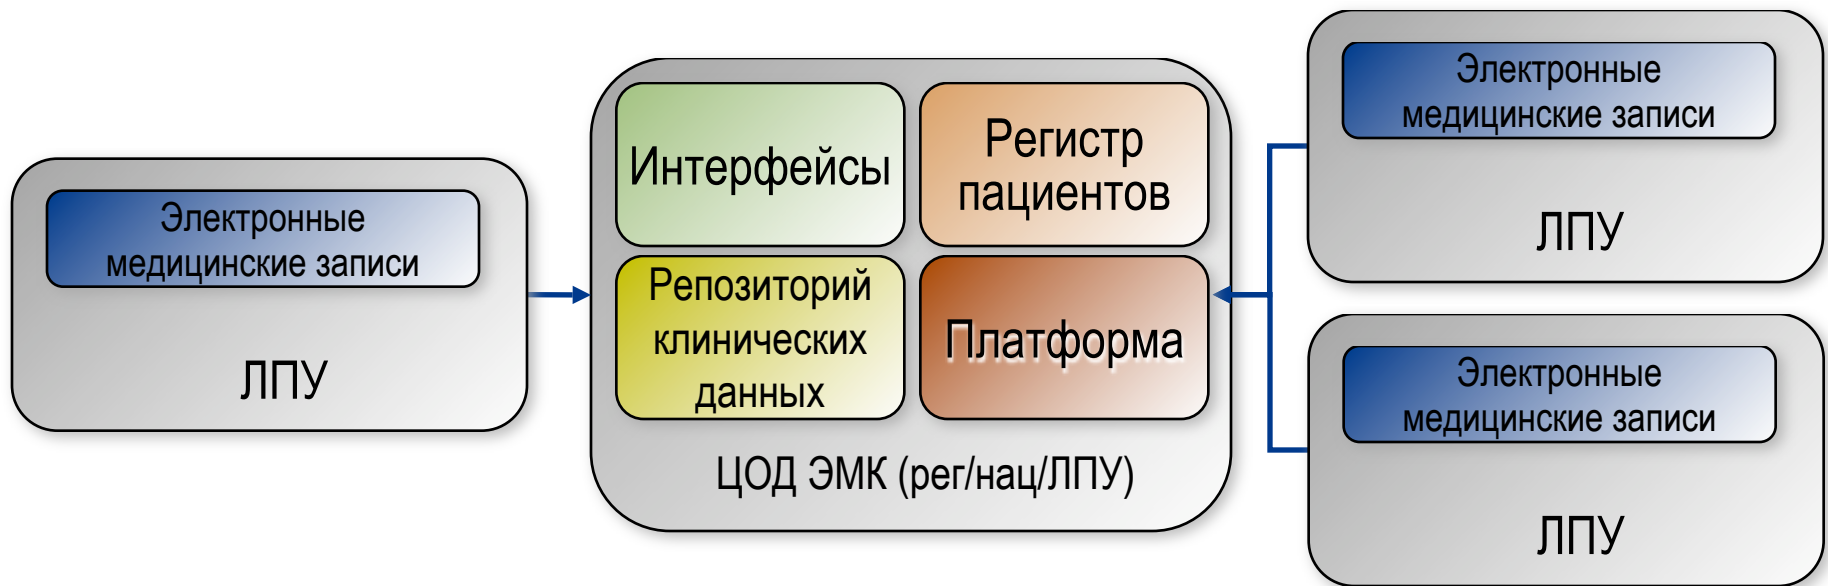 Электронные
медицинские записи
ЛПУ
Интерфейсы
Регистр
пациентов
Репозиторий
клинических
данных
Платформа
ЦОД ЭМК (рег/нац/ЛПУ)
Электронные
медицинские записи
ЛПУ
Электронные
медицинские записи
ЛПУ